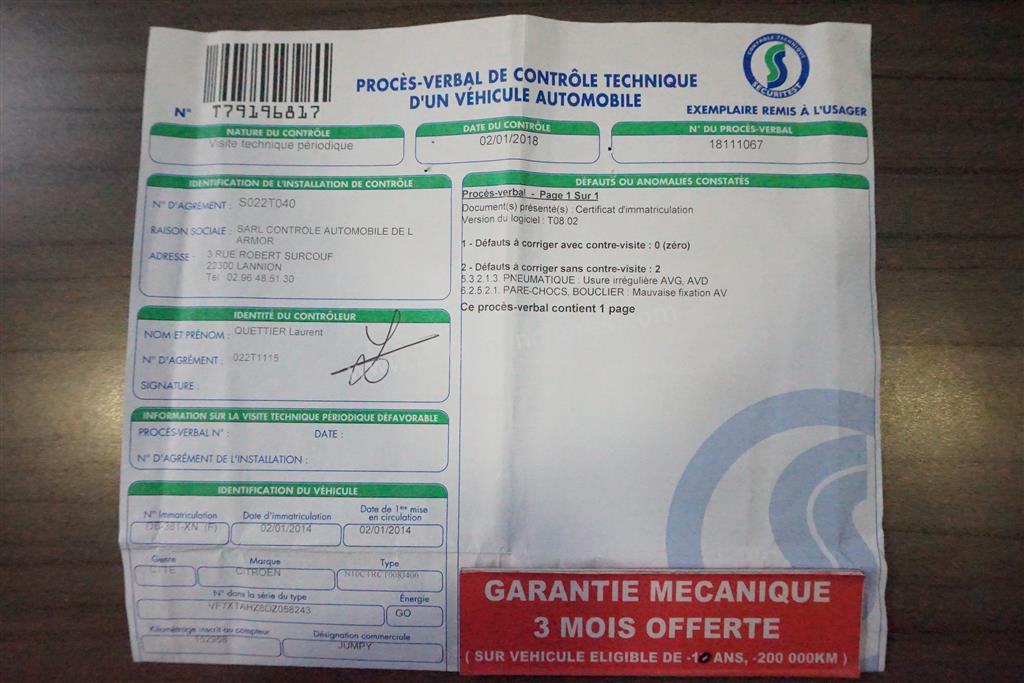 N° T79196817
PROCÈS-VERBAL DE CONTRÔLE TECHNIQUE
D'UN VÉHICULE AUTOMOBILE
CONTRÔLE TECHNIQUE
SECURITEST
EXEMPLAIRE REMIS À L'USAGER
NATURE DU CONTRÔLE
Visite technique périodique
DATE DU CONTRÔLE
02/01/2018
N° DU PROCÈS-VERBAL
18111067
IDENTIFICATION DE L'INSTALLATION DE CONTRÔLE
N° D'AGRÉMENT : S022T040
RAISON SOCIALE : SARL CONTROLE AUTOMOBILE DE L
ARMOR
ADRESSE : 3 RUE ROBERT SURCOUF
22300 LANNION
Tel : 02.96.48.51.30
IDENTITÉ DU CONTRÔLEUR
NOM ET PRÉNOM : QUETTIER Laurent
N° D'AGRÉMENT : 022T1115
SIGNATURE :
INFORMATION SUR LA VISITE TECHNIQUE PÉRIODIQUE DÉFAVORABLE
PROCÈS-VERBAL N° : DATE :
N° D'AGRÉMENT DE L'INSTALLATION :
IDENTIFICATION DU VÉHICULE
N° Immatriculation Date d'immatriculation Date de 1ère mise
en circulation
-XN (F) 02/01/2014 02/01/2014
Genre Marque Type
CTTE CITROEN
N° dans la série du type Énergie
VF7XTAHZ8DZ058243 GO
Kilométrage inscrit au compteur Désignation commerciale
JUMPY
DÉFAUTS OU ANOMALIES CONSTATÉS
Procès-verbal - Page 1 Sur 1
Document(s) présenté(s) : Certificat d'immatriculation
Version du logiciel : T08.02
1 - Défauts à corriger avec contre-visite : 0 (zéro)
2 - Défauts à corriger sans contre-visite : 2
5.3.2.1.3. PNEUMATIQUE : Usure irrégulière AVG, AVD
6.2.5.2.1. PARE-CHOCS, BOUCLIER : Mauvaise fixation AV
Ce procès-verbal contient 1 page
GARANTIE MECANIQUE
3 MOIS OFFERTE
( SUR VEHICULE ELIGIBLE DE -10 ANS, -200 000KM )